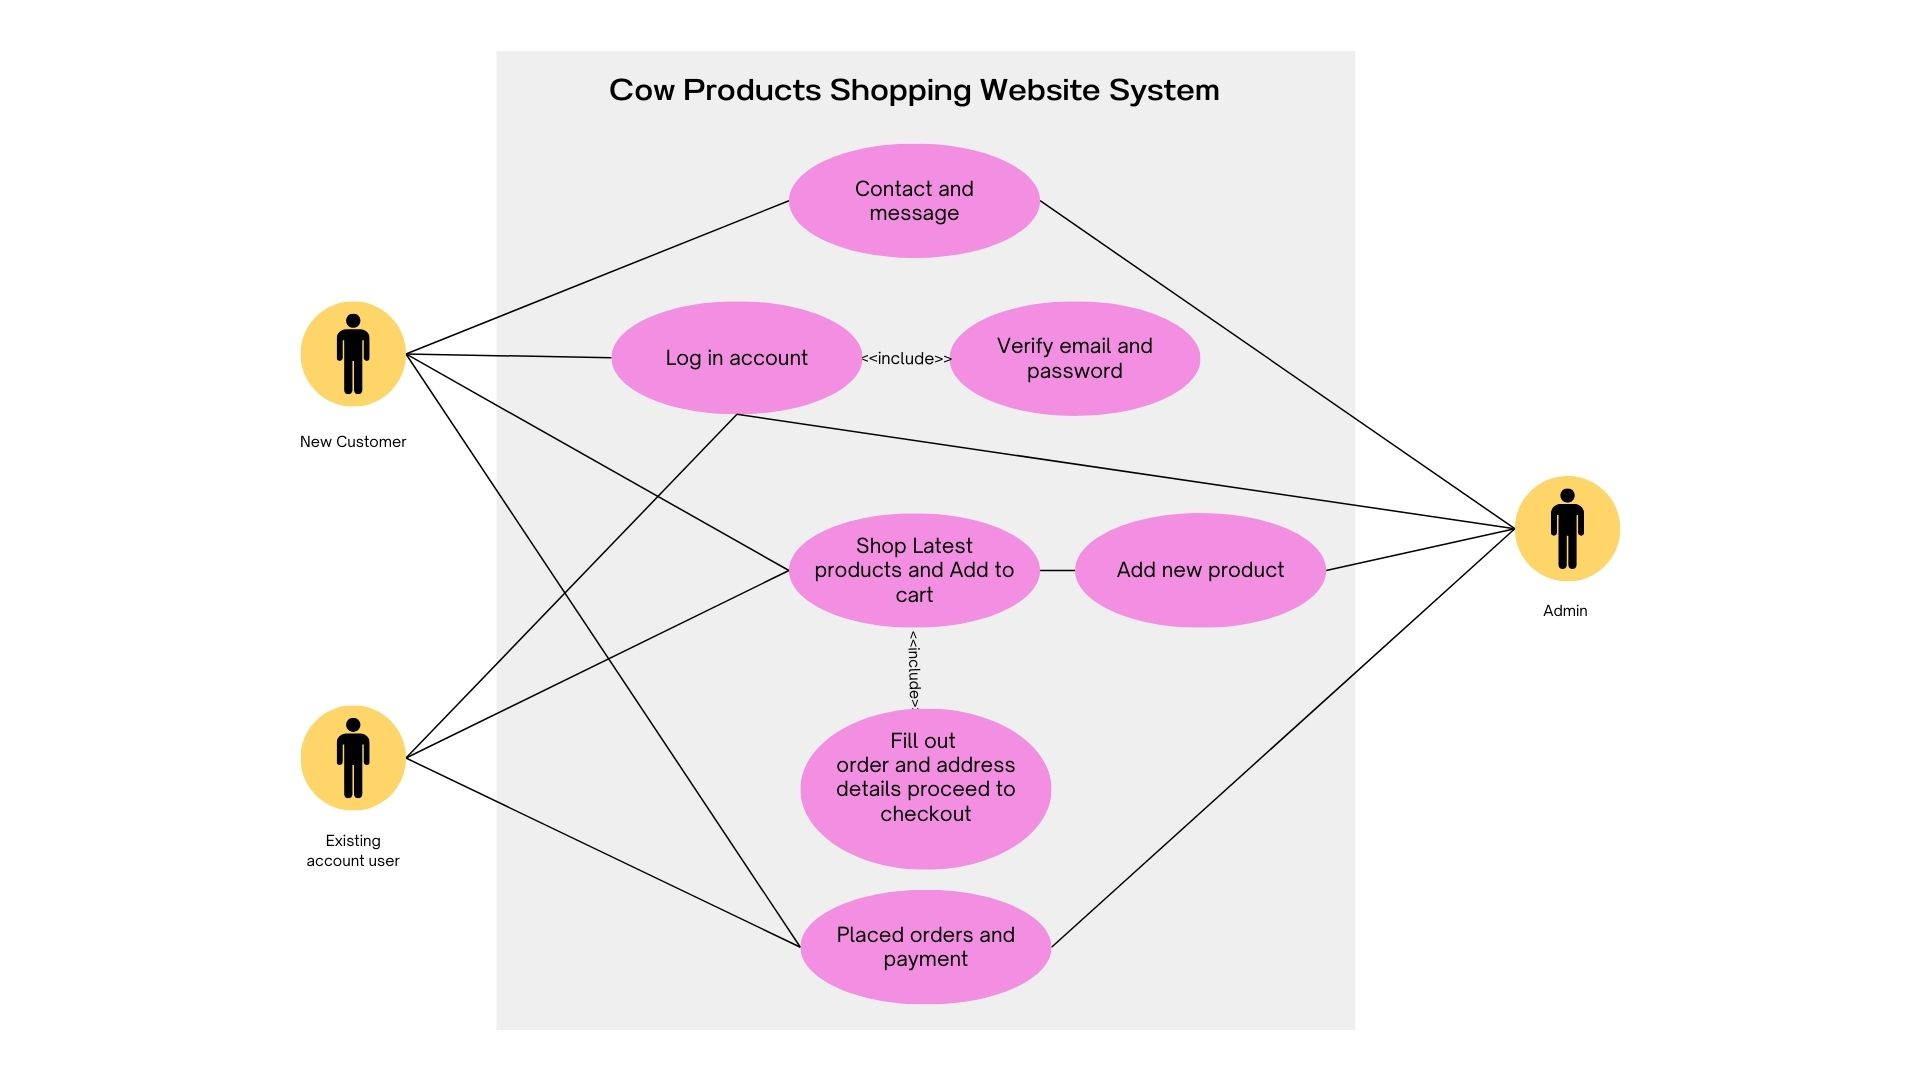 Cow Products Shopping Website System
Contact and
message
Log in account
<<include>>
Verify email and
password
New Customer
Shop Latest
products and Add to
cart
Add new product
Admin
<<include>
Fill out
order and address
details proceed to
checkout
Existing
account user
Placed orders and
payment